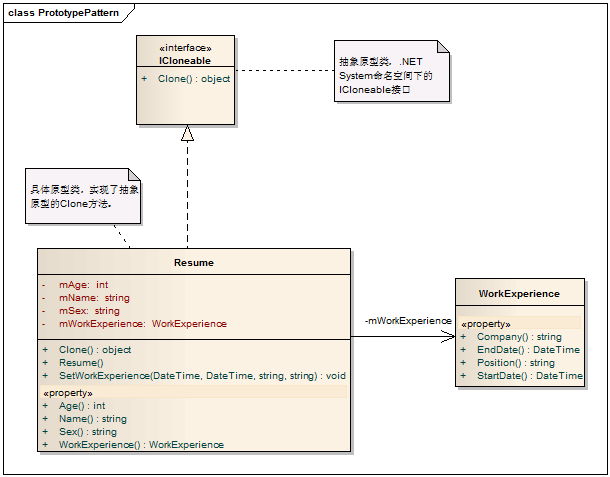 class PrototypePattern
«interface»
ICloneable
+ Clone() : object
抽象原型类，.NET
System命名空间下的
ICloneable接口
具体原型类，实现了抽象
原型的Clone方法。
Resume
- mAge: int
- mName: string
- mSex: string
- mWorkExperience: WorkExperience
+ Clone() : object
+ Resume()
+ SetWorkExperience(DateTime, DateTime, string, string) : void
«property»
+ Age() : int
+ Name() : string
+ Sex() : string
+ WorkExperience() : WorkExperience
-mWorkExperience
WorkExperience
«property»
+ Company() : string
+ EndDate() : DateTime
+ Position() : string
+ StartDate() : DateTime